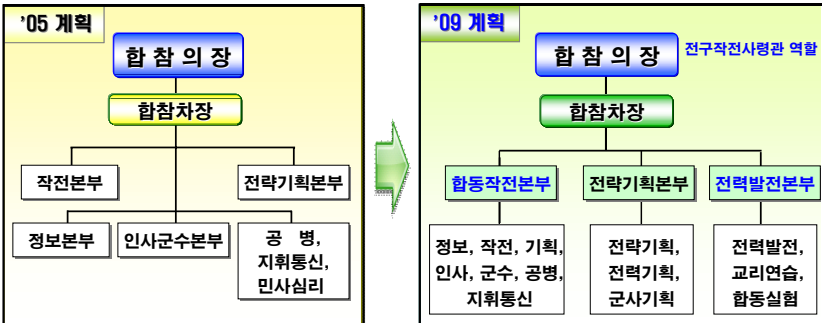 '05 계획
합 참 의 장
합참차장
작전본부
전략기획본부
정보본부
인사군수본부
공 병,
지휘통신,
민사심리
'09 계획
합 참 의 장
전구작전사령관 역할
합참차장
합동작전본부
전략기획본부
전력발전본부
정보, 작전, 기획,
인사, 군수, 공병,
지휘통신
전략기획,
전력기획,
군사기획
전력발전,
교리연습,
합동실험